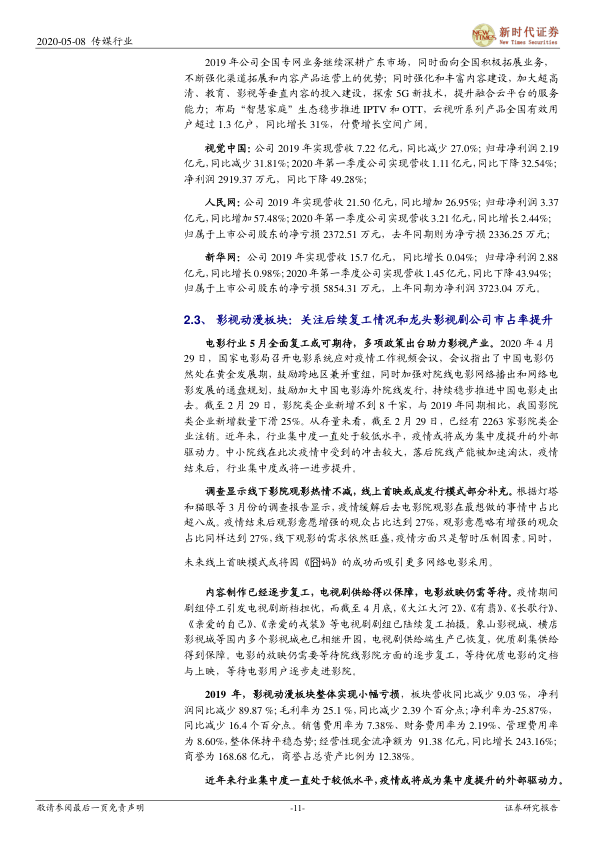 2020-05-08 传媒行业
新时代证券
New Times Securities
2019 年公司全国专网业务继续深耕广东市场，同时面向全国积极拓展业务，
不断强化渠道拓展和内容产品运营上的优势；同时强化和丰富内容建设，加大超高
清、教育、影视等垂直内容的投入建设，探索 5G 新技术，提升融合云平台的服务
能力；布局“智慧家庭”生态稳步推进 IPTV 和 OTT，云视听系列产品全国有效用
户超过 1.3 亿户，同比增长 31%，付费增长空间广阔。
视觉中国：公司 2019 年实现营收 7.22 亿元，同比减少 27.0%；归母净利润 2.19
亿元，同比减少 31.81%；2020 年第一季度公司实现营收 1.11 亿元，同比下降 32.54%；
净利润 2919.37 万元，同比下降 49.28%；
人民网：公司 2019 年实现营收 21.50 亿元，同比增加 26.95%；归母净利润 3.37
亿元，同比增加 57.48%；2020 年第一季度公司实现营收 3.21 亿元，同比增长 2.44%；
归属于上市公司股东的净亏损 2372.51 万元，去年同期则为净亏损 2336.25 万元；
新华网：公司 2019 年实现营收 15.7 亿元，同比增长 0.04%；归母净利润 2.88
亿元，同比增长 0.98%；2020 年第一季度公司实现营收 1.45 亿元，同比下降 43.94%；
归属于上市公司股东的净亏损 5854.31 万元，上年同期为净利润 3723.04 万元。
2.3、 影视动漫板块：关注后续复工情况和龙头影视剧公司市占率提升
电影行业 5 月全面复工或可期待，多项政策出台助力影视产业。2020 年 4 月
29 日，国家电影局召开电影系统应对疫情工作视频会议，会议指出了中国电影仍
然处在黄金发展期，鼓励跨地区兼并重组，同时加强对院线电影网络播出和网络电
影发展的通盘规划，鼓励加大中国电影海外院线发行，持续稳步推进中国电影走出
去。截至 2 月 29 日，影院类企业新增不到 8 千家，与 2019 年同期相比，我国影院
类企业新增数量下滑 25%。从存量来看，截至 2 月 29 日，已经有 2263 家影院类企
业注销。近年来，行业集中度一直处于较低水平，疫情或将成为集中度提升的外部
驱动力。中小院线在此次疫情中受到的冲击较大，落后院线产能被加速淘汰，疫情
结束后，行业集中度或将一步提升。
调查显示线下影院观影热情不减，线上首映或成发行模式部分补充。根据灯塔
和猫眼等 3 月份的调查报告显示，疫情缓解后去电影院观影在最想做的事情中占比
超八成。疫情结束后观影意愿增强的观众占比达到 27%，观影意愿略有增强的观众
占比同样达到 27%，线下观影的需求依然旺盛，疫情方面只是暂时压制因素。同时，
未来线上首映模式或将因《囧妈》的成功而吸引更多网络电影采用。
内容制作已经逐步复工，电视剧供给得以保障，电影放映仍需等待。疫情期间
剧组停工引发电视剧断档担忧，而截至 4 月底，《大江大河 2》、《有翡》、《长歌行》、
《亲爱的自己》、《亲爱的戎装》等电视剧剧组已陆续复工拍摄。象山影视城、横店
影视城等国内多个影视城也已相继开园，电视剧供给端生产已恢复，优质剧集供给
得到保障。电影的放映仍需要等待院线影院方面的逐步复工，等待优质电影的定档
与上映，等待电影用户逐步走进影院。
2019 年，影视动漫板块整体实现小幅亏损，板块营收同比减少 9.03 %，净利
润同比减少 89.87 %；毛利率为 25.1 %，同比减少 2.39 个百分点；净利率为-25.87%，
同比减少 16.4 个百分点。销售费用率为 7.38%、财务费用率为 2.19%、管理费用率
为 8.60%，整体保持平稳态势；经营性现金流净额为 91.38 亿元，同比增长 243.16%；
商誉为 168.68 亿元，商誉占总资产比例为 12.38%。
近年来行业集中度一直处于较低水平，疫情或将成为集中度提升的外部驱动力。
敬请参阅最后一页免责声明
-11-
证券研究报告